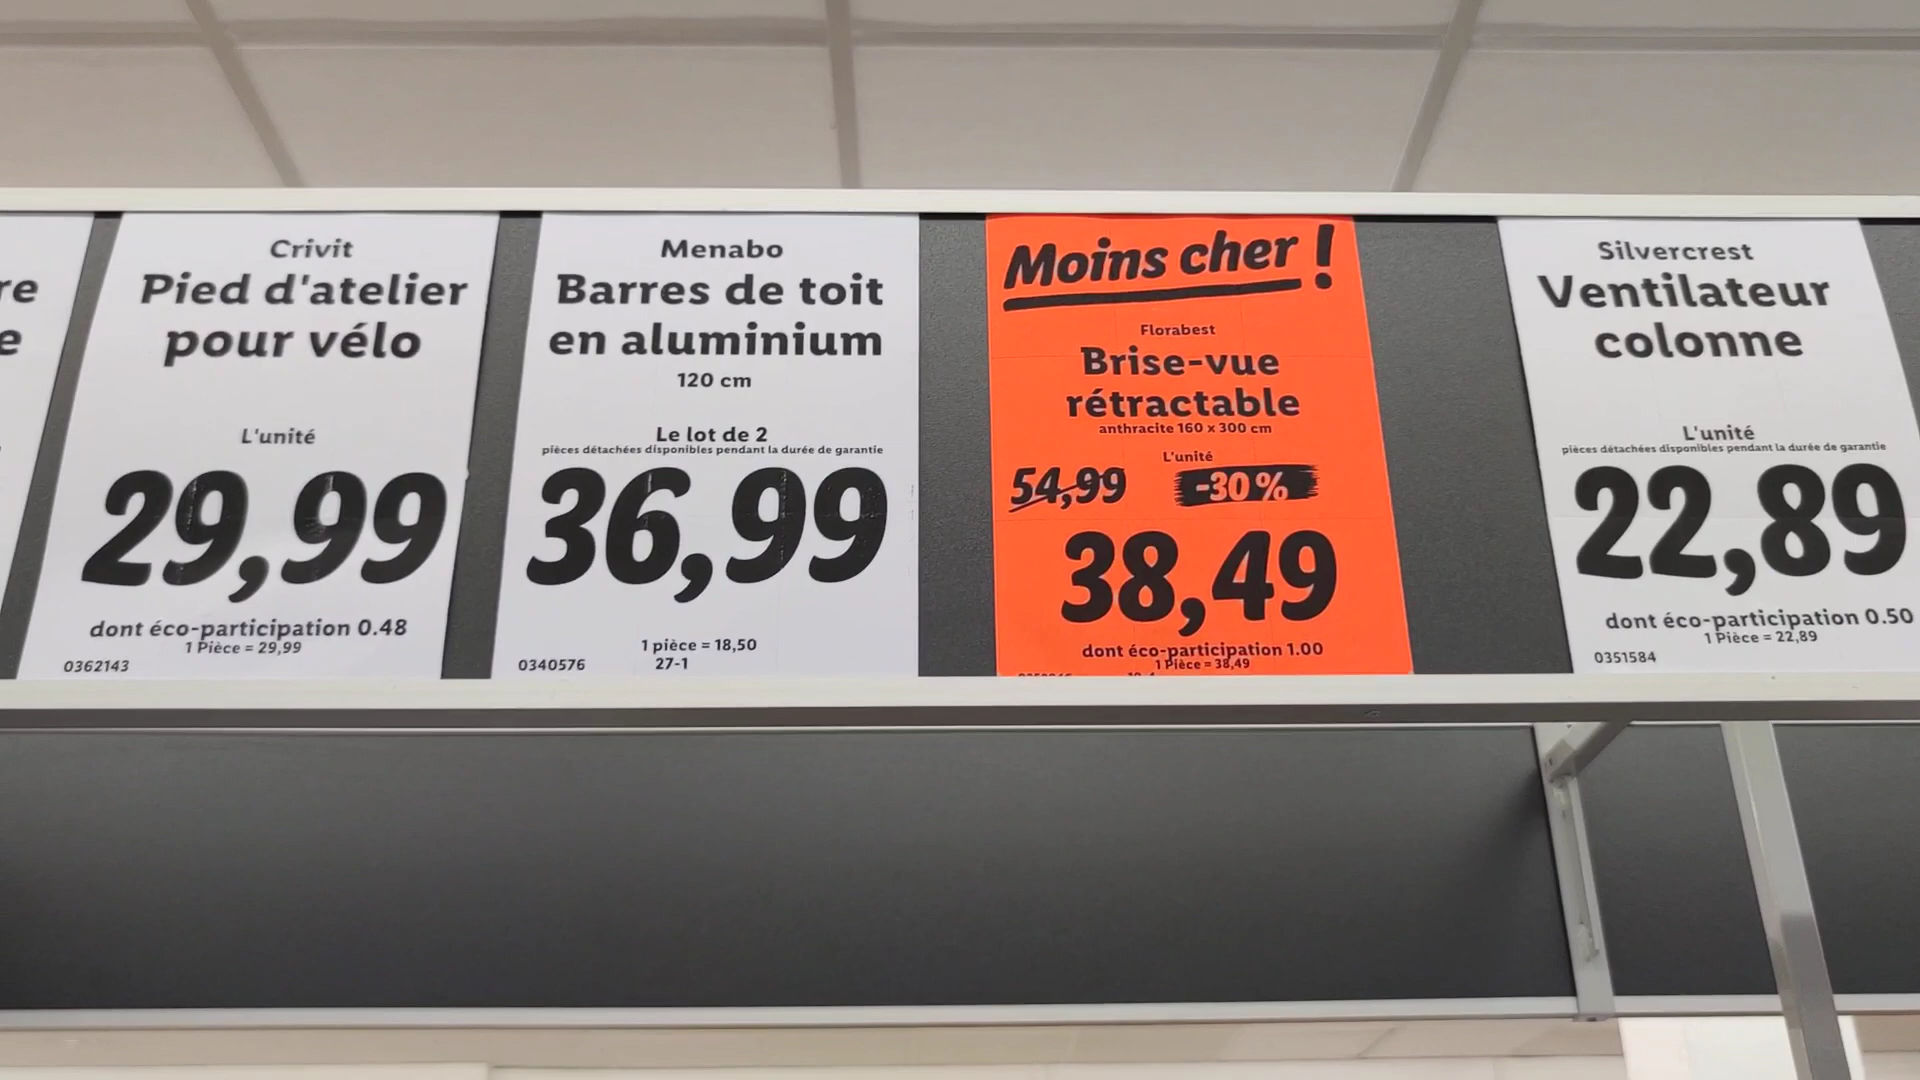 re
e
Crivit
Pied d'atelier
pour vélo
L'unité
29,99
dont éco-participation 0.48
1 Pièce = 29,99
0362143
Menabo
Barres de toit
en aluminium
120 cm
Le lot de 2
pièces détachées disponibles pendant la durée de garantie
36,99
1 pièce = 18,50
0340576 27-1
Moins cher !
Florabest
Brise-vue
rétractable
anthracite 160 x 300 cm
L'unité
54,99 -30%
38,49
dont éco-participation 1.00
1 Pièce = 38,49
Silvercrest
Ventilateur
colonne
L'unité
pièces détachées disponibles pendant la durée de garantie
22,89
dont éco-participation 0.50
1 Pièce = 22,89
0351584